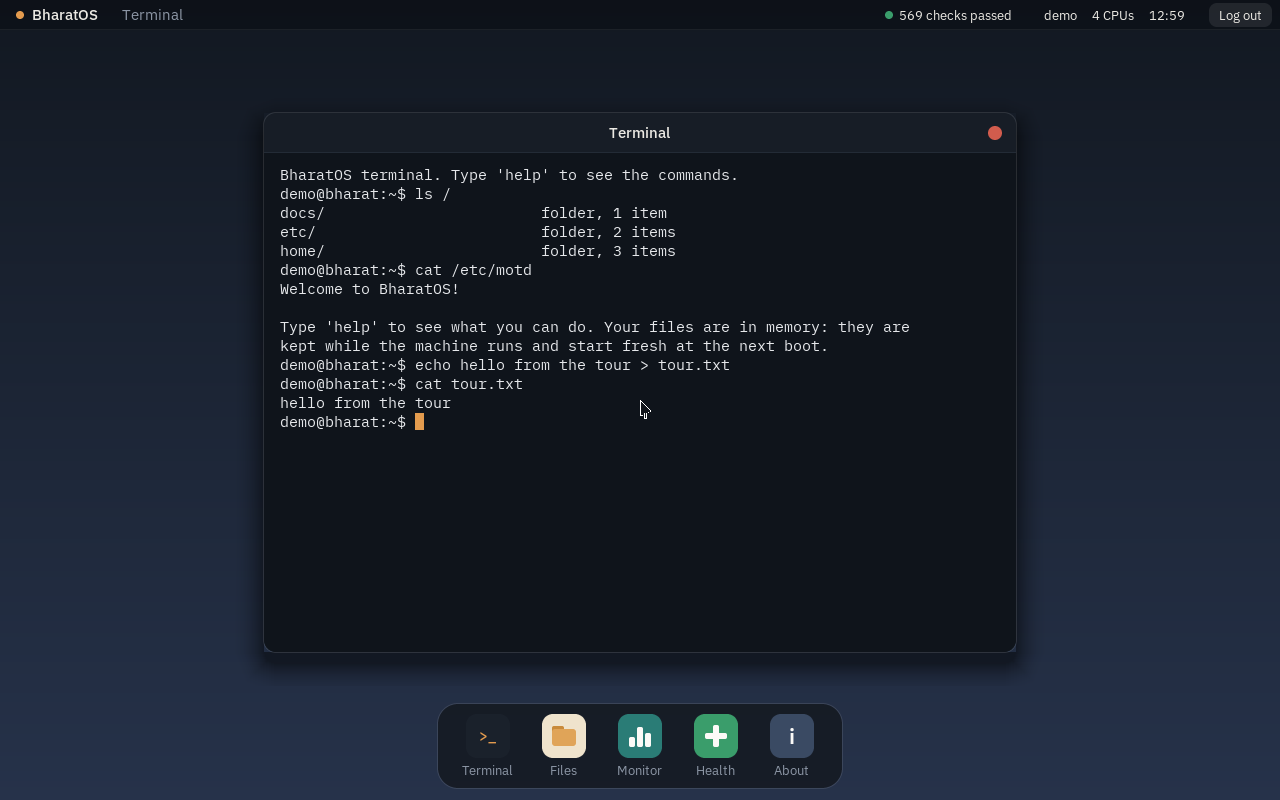 BharatOS Terminal 569 checks passed demo 4 CPUs 12:59 Log out
Terminal
BharatOS terminal. Type 'help' to see the commands.
demo@bharat:~$ ls /
docs/ folder, 1 item
etc/ folder, 2 items
home/ folder, 3 items
demo@bharat:~$ cat /etc/motd
Welcome to BharatOS!
Type 'help' to see what you can do. Your files are in memory: they are
kept while the machine runs and start fresh at the next boot.
demo@bharat:~$ echo hello from the tour > tour.txt
demo@bharat:~$ cat tour.txt
hello from the tour
demo@bharat:~$
>_ i
Terminal Files Monitor Health About